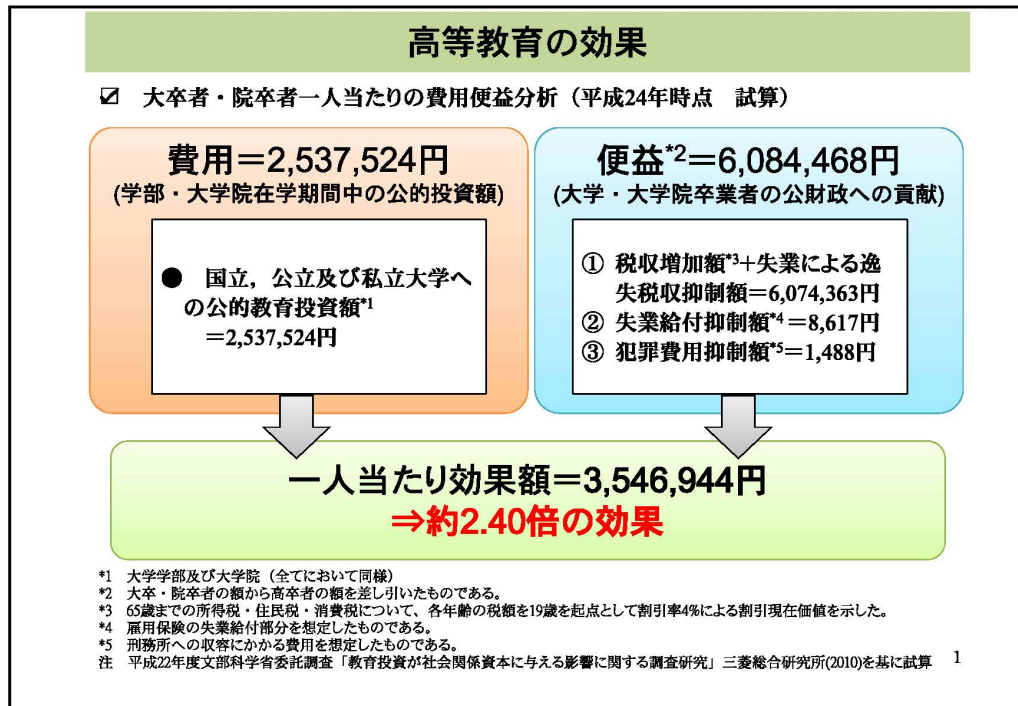 高等教育の効果
☑ 大卒者・院卒者一人当たりの費用便益分析（平成24年時点 試算）
費用＝2,537,524円
(学部・大学院在学期間中の公的投資額)
● 国立，公立及び私立大学へ
の公的教育投資額*1
＝2,537,524円
便益*2＝6,084,468円
(大学・大学院卒業者の公財政への貢献)
① 税収増加額*3+失業による逸
失税収抑制額＝6,074,363円
② 失業給付抑制額*4＝8,617円
③ 犯罪費用抑制額*5＝1,488円
一人当たり効果額＝3,546,944円
⇒約2.40倍の効果
*1 大学学部及び大学院（全てにおいて同様）
*2 大卒・院卒者の額から高卒者の額を差し引いたものである。
*3 65歳までの所得税・住民税・消費税について、各年齢の税額を19歳を起点として割引率4%による割引現在価値を示した。
*4 雇用保険の失業給付部分を想定したものである。
*5 刑務所への収容にかかる費用を想定したものである。
注 平成22年度文部科学省委託調査「教育投資が社会関係資本に与える影響に関する調査研究」三菱総合研究所(2010)を基に試算
1